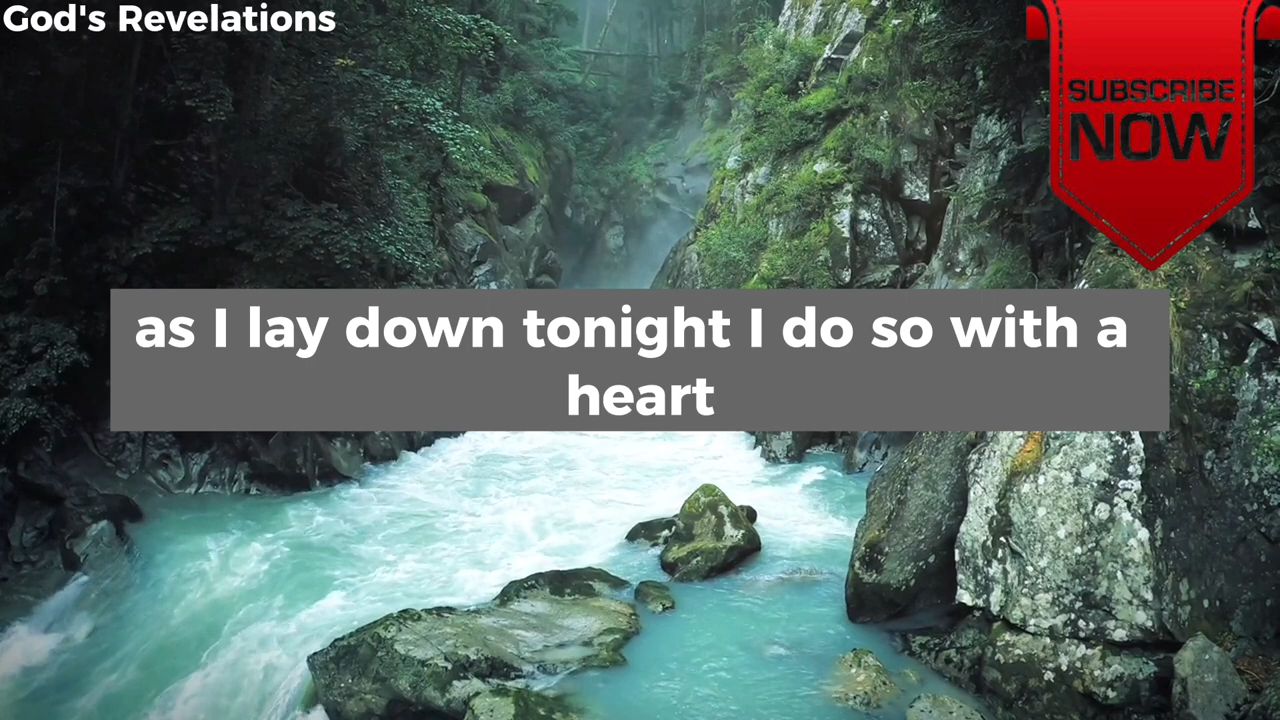 God's Revelations
SUBSCRIBE
NOW
as I lay down tonight I do so with a
heart